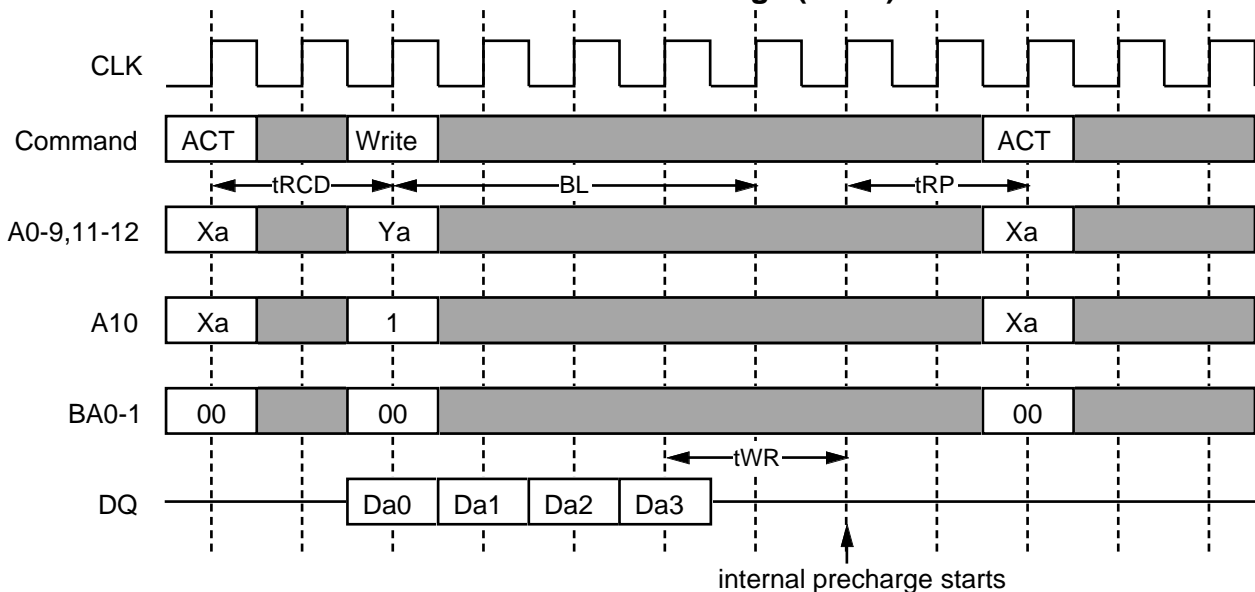 CLK
Command ACT Write ACT
tRCD BL tRP
A0-9,11-12 Xa Ya Xa
A10 Xa 1 Xa
BA0-1 00 00 00
tWR
DQ Da0 Da1 Da2 Da3
internal precharge starts